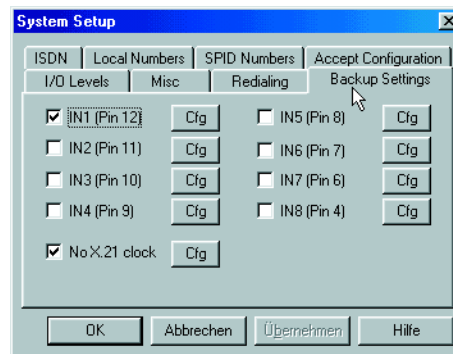 System Setup
ISDN Local Numbers SPID Numbers Accept Configuration
I/O Levels Misc Redialing Backup Settings
IN1 (Pin 12) Cfg IN5 (Pin 8) Cfg
IN2 (Pin 11) Cfg IN6 (Pin 7) Cfg
IN3 (Pin 10) Cfg IN7 (Pin 6) Cfg
IN4 (Pin 9) Cfg IN8 (Pin 4) Cfg
No X.21 clock Cfg
OK Abbrechen Übernehmen Hilfe